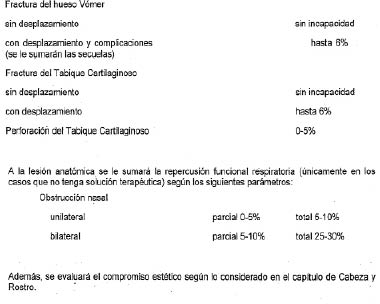 Fractura del hueso Vómer
sin desplazamiento sin incapacidad
con desplazamiento y complicaciones hasta 6%
(se le sumarán las secuelas)
Fractura del Tabique Cartilaginoso
sin desplazamiento sin incapacidad
con desplazamiento hasta 6%
Perforación del Tabique Cartilaginoso 0-5%
A la lesión anatómica se le sumará la repercusión funcional respiratoria (únicamente en los
casos que no tenga solución terapéutica) según los siguientes parámetros:
Obstrucción nasal
unilateral parcial 0-5% total 5-10%
bilateral parcial 5-10% total 25-30%
Además, se evaluará el compromiso estético según lo considerado en el capítulo de Cabeza y
Rostro.